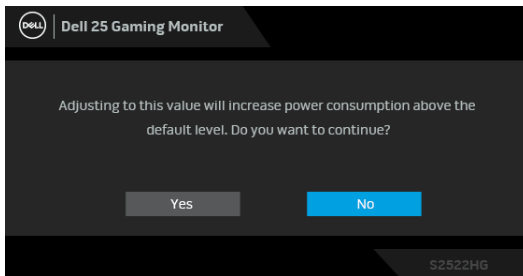 DELL
Dell 25 Gaming Monitor
Adjusting to this value will increase power consumption above the
default level. Do you want to continue?
Yes
No
S2522HG